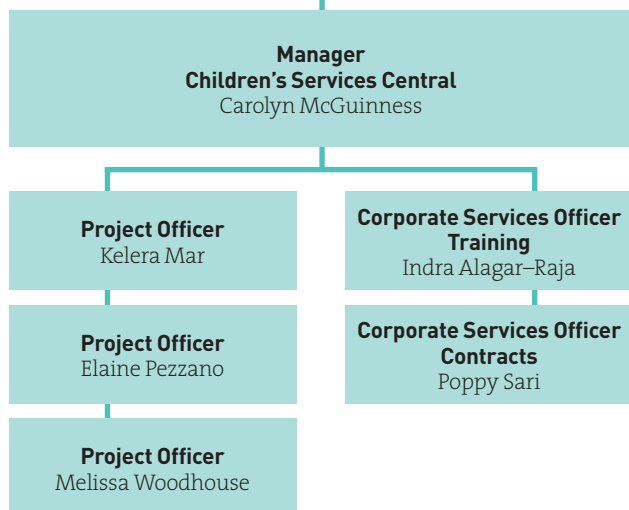 Manager
Children's Services Central
Carolyn McGuinness
Project Officer
Kelera Mar
Project Officer
Elaine Pezzano
Project Officer
Melissa Woodhouse
Corporate Services Officer
Training
Indra Alagar–Raja
Corporate Services Officer
Contracts
Poppy Sari